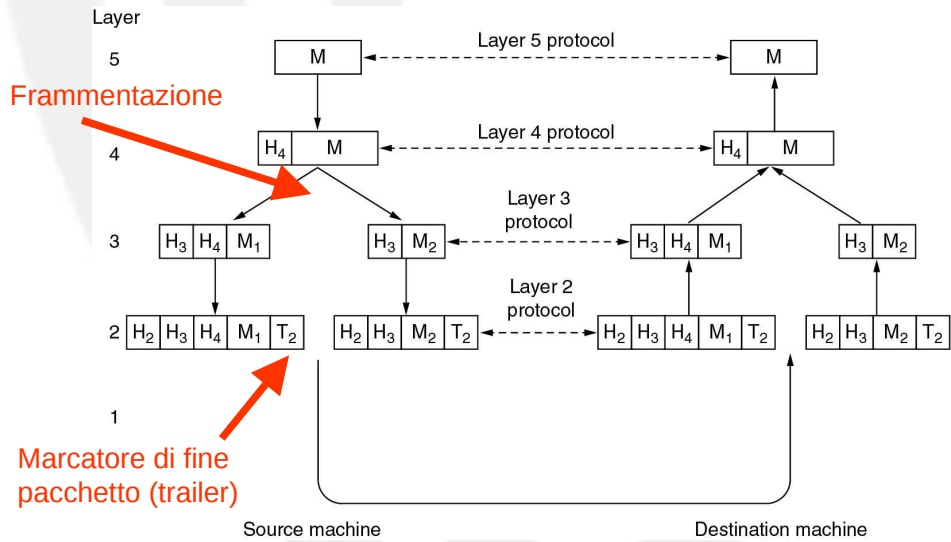 Layer
5 M Layer 5 protocol M
Frammentazione
4 H₄ M Layer 4 protocol H₄ M
Layer 3
protocol
3 H₃ H₄ M₁ H₃ M₂ H₃ H₄ M₁ H₃ M₂
Layer 2
protocol
2 H₂ H₃ H₄ M₁ T₂ H₂ H₃ M₂ T₂ H₂ H₃ H₄ M₁ T₂ H₂ H₃ M₂ T₂
1
Marcatore di fine
pacchetto (trailer)
Source machine Destination machine